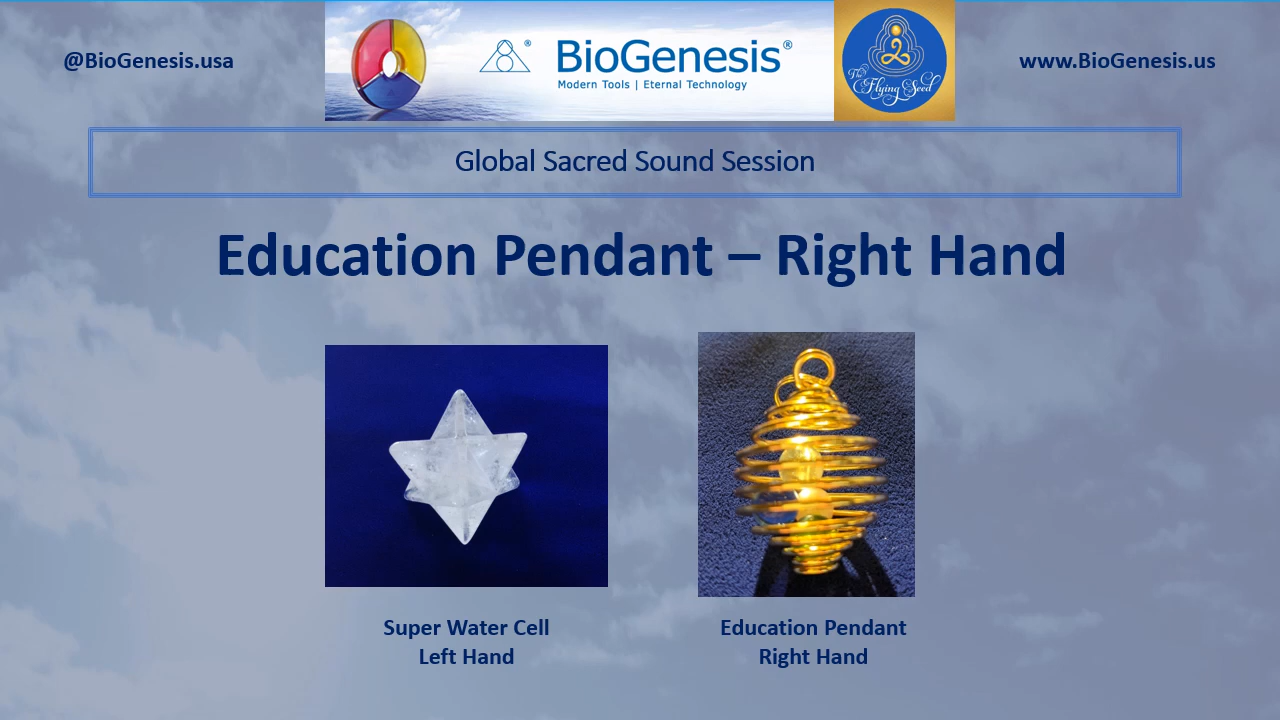 @BioGenesis.usa
BioGenesis®
Modern Tools | Eternal Technology
The
Flying Seed
www.BioGenesis.us
Global Sacred Sound Session
Education Pendant – Right Hand
Super Water Cell
Left Hand
Education Pendant
Right Hand